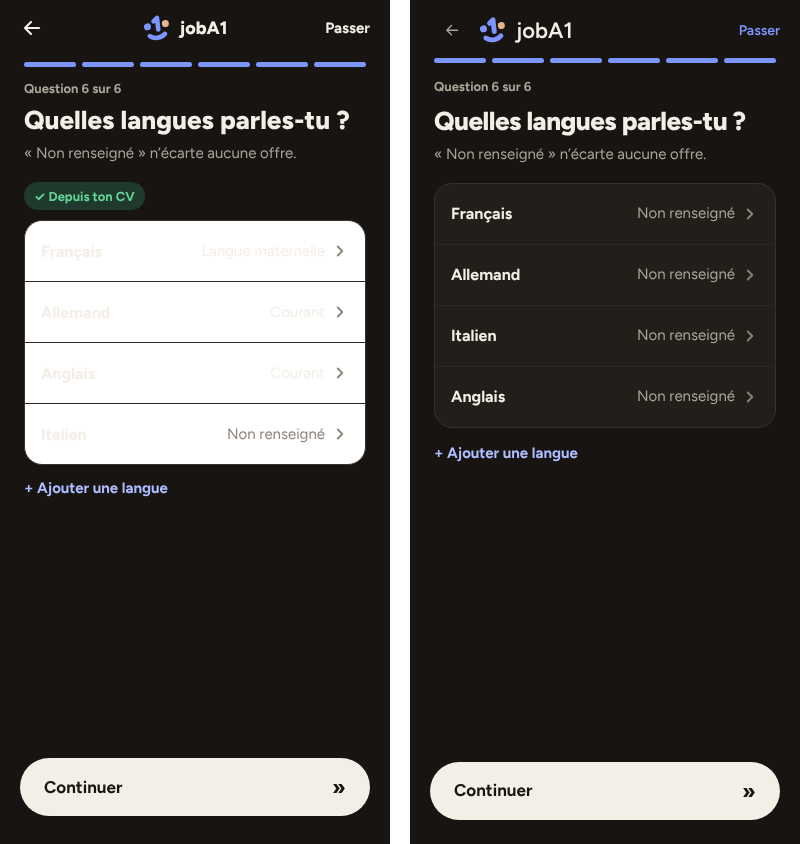 jobA1
Passer
Question 6 sur 6
Quelles langues parles-tu ?
« Non renseigné » n’écarte aucune offre.
✓ Depuis ton CV
Français Langue maternelle
Allemand Courant
Anglais Courant
Italien Non renseigné
+ Ajouter une langue
Continuer »
jobA1
Passer
Question 6 sur 6
Quelles langues parles-tu ?
« Non renseigné » n’écarte aucune offre.
Français Non renseigné
Allemand Non renseigné
Italien Non renseigné
Anglais Non renseigné
+ Ajouter une langue
Continuer »